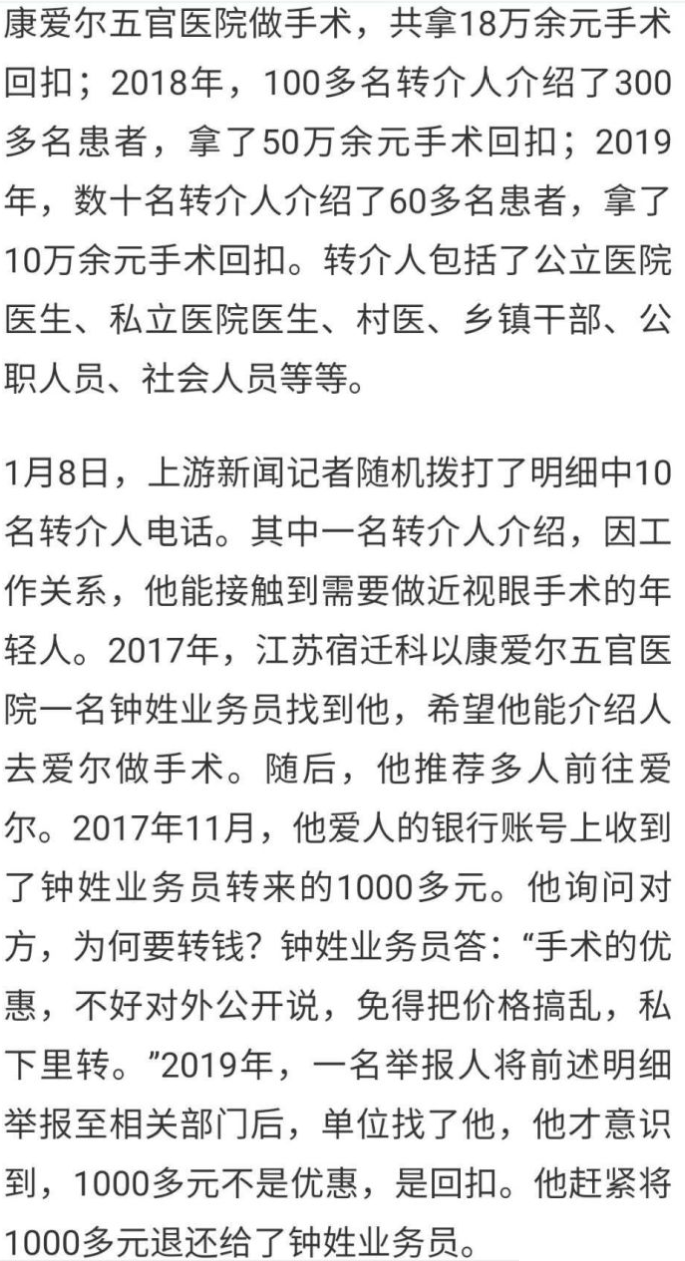 康爱尔五官医院做手术，共拿18万余元手术
回扣；2018年，100多名转介人介绍了300
多名患者，拿了50万余元手术回扣；2019
年，数十名转介人介绍了60多名患者，拿了
10万余元手术回扣。转介人包括了公立医院
医生、私立医院医生、村医、乡镇干部、公
职人员、社会人员等等。
1月8日，上游新闻记者随机拨打了明细中10
名转介人电话。其中一名转介人介绍，因工
作关系，他能接触到需要做近视眼手术的年
轻人。2017年，江苏宿迁科以康爱尔五官医
院一名钟姓业务员找到他，希望他能介绍人
去爱尔做手术。随后，他推荐多人前往爱
尔。2017年11月，他爱人的银行账号上收到
了钟姓业务员转来的1000多元。他询问对
方，为何要转钱？钟姓业务员答：“手术的优
惠，不好对外公开说，免得把价格搞乱，私
下里转。”2019年，一名举报人将前述明细
举报至相关部门后，单位找了他，他才意识
到，1000多元不是优惠，是回扣。他赶紧将
1000多元退还给了钟姓业务员。